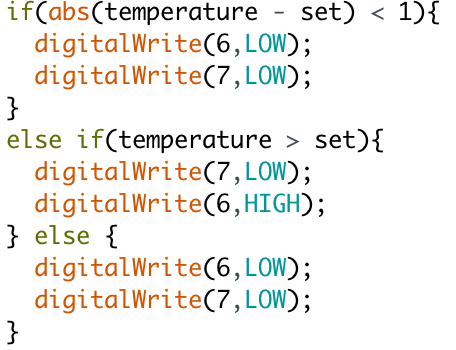 if(abs(temperature - set) < 1){
  digitalWrite(6,LOW);
  digitalWrite(7,LOW);
}
else if(temperature > set){
  digitalWrite(7,LOW);
  digitalWrite(6,HIGH);
} else {
  digitalWrite(6,LOW);
  digitalWrite(7,LOW);
}